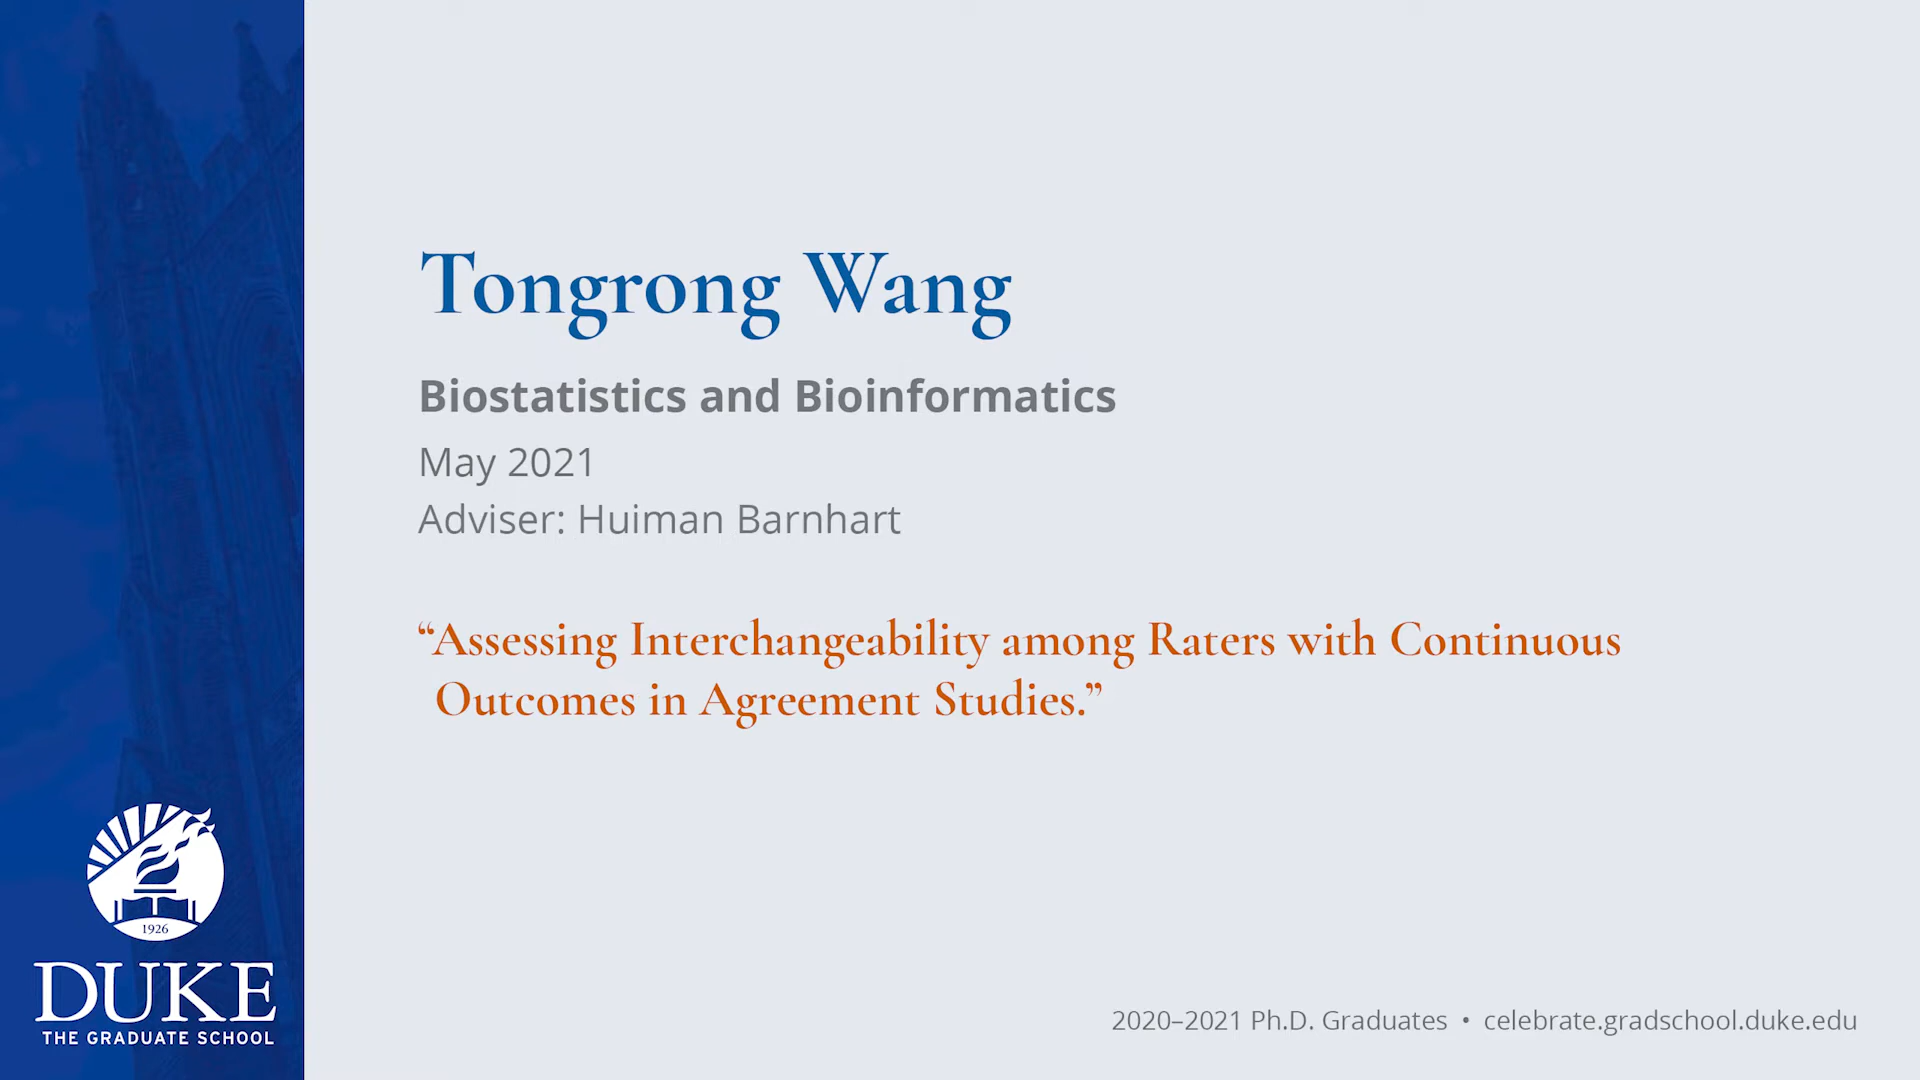 Tongrong Wang
Biostatistics and Bioinformatics
May 2021
Adviser: Huiman Barnhart
“Assessing Interchangeability among Raters with Continuous
Outcomes in Agreement Studies.”
1926
DUKE
THE GRADUATE SCHOOL
2020–2021 Ph.D. Graduates • celebrate.gradschool.duke.edu